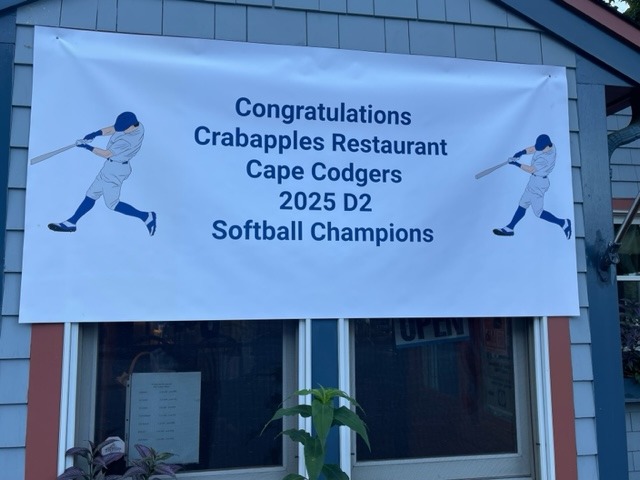 Congratulations
Crabapples Restaurant
Cape Codgers
2025 D2
Softball Champions
OPEN